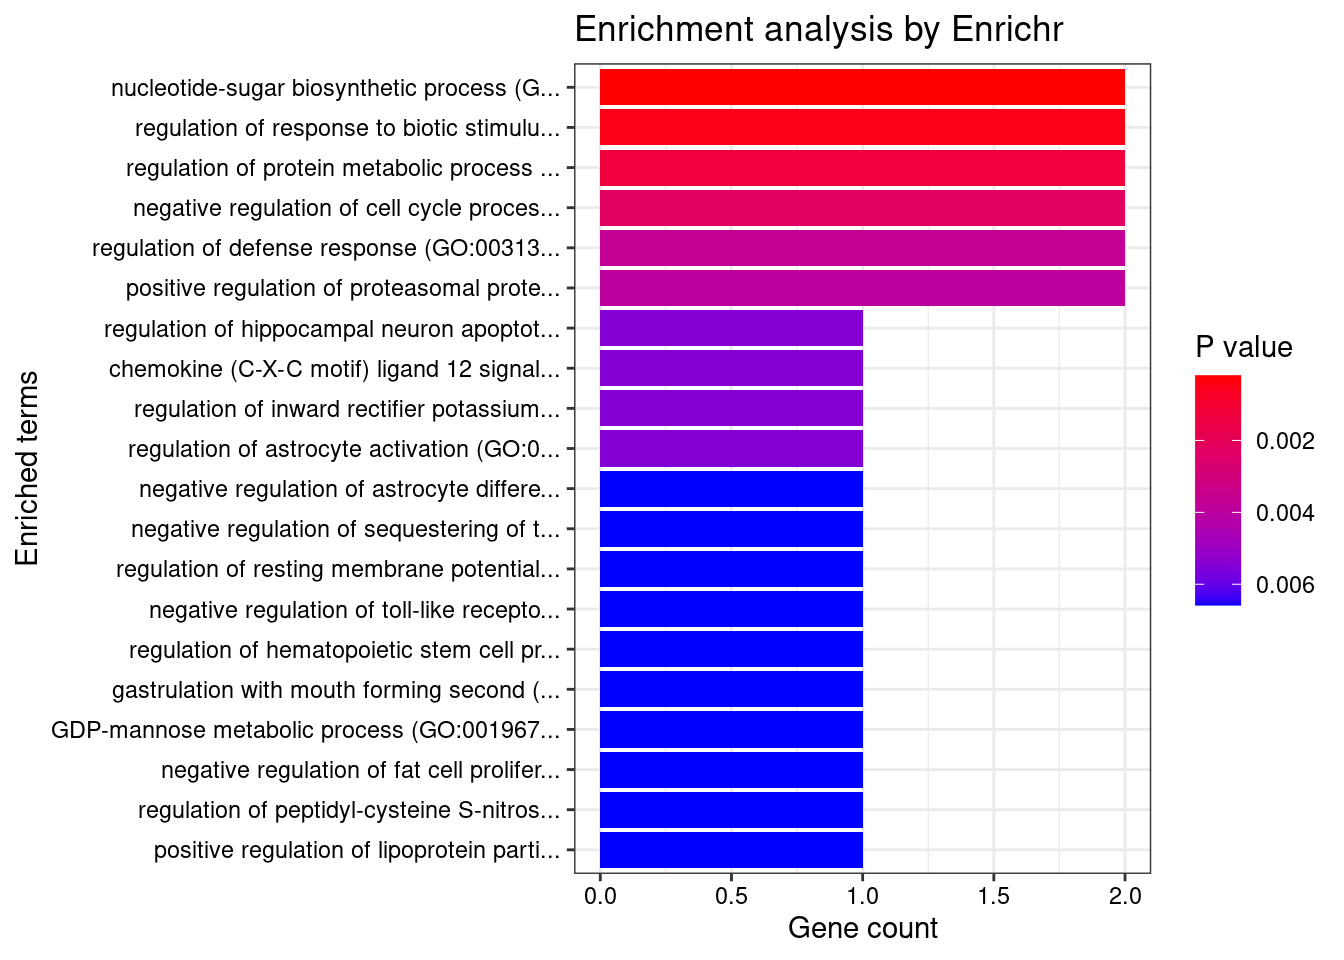 Enrichment analysis by Enrichr
nucleotide-sugar biosynthetic process (G...
regulation of response to biotic stimulu...
regulation of protein metabolic process ...
negative regulation of cell cycle proces...
regulation of defense response (GO:00313...
positive regulation of proteasomal prote...
regulation of hippocampal neuron apoptot...
chemokine (C-X-C motif) ligand 12 signal...
regulation of inward rectifier potassium...
regulation of astrocyte activation (GO:0...
negative regulation of astrocyte differe...
negative regulation of sequestering of t...
regulation of resting membrane potential...
negative regulation of toll-like recepto...
regulation of hematopoietic stem cell pr...
gastrulation with mouth forming second (...
GDP-mannose metabolic process (GO:001967...
negative regulation of fat cell prolifer...
regulation of peptidyl-cysteine S-nitros...
positive regulation of lipoprotein parti...
Enriched terms
0.0 0.5 1.0 1.5 2.0
Gene count
P value
0.002
0.004
0.006